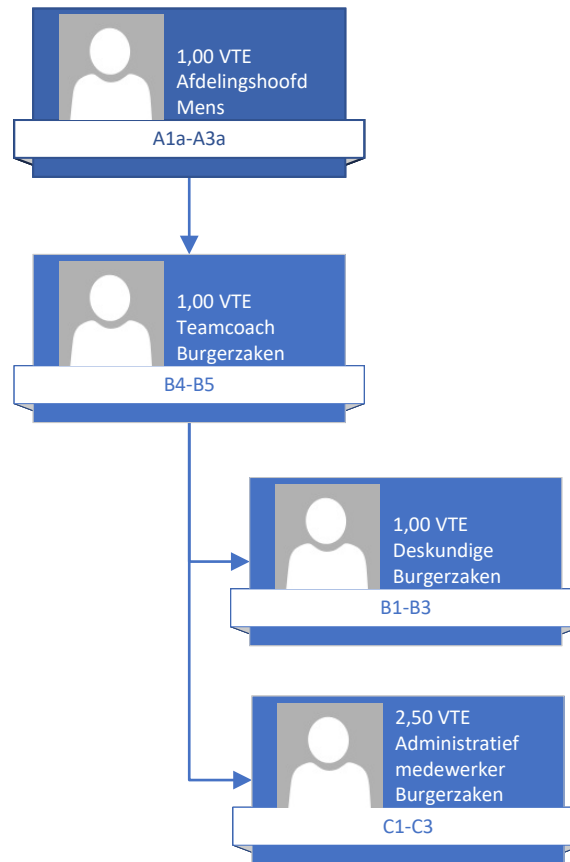 1,00 VTE
Afdelingshoofd
Mens
A1a-A3a
1,00 VTE
Teamcoach
Burgerzaken
B4-B5
1,00 VTE
Deskundige
Burgerzaken
B1-B3
2,50 VTE
Administratief
medewerker
Burgerzaken
C1-C3